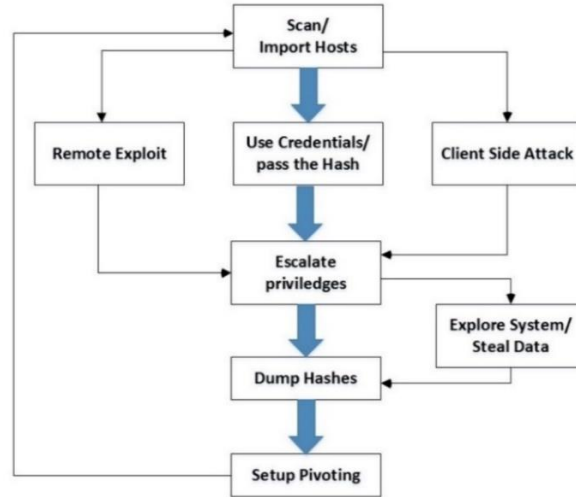 Scan/
Import Hosts
Remote Exploit
Use Credentials/
pass the Hash
Client Side Attack
Escalate
priviledges
Explore System/
Steal Data
Dump Hashes
Setup Pivoting